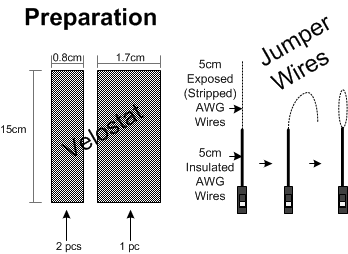 Preparation
0.8cm
1.7cm
15cm
Velostat
2 pcs
1 pc
Jumper
Wires
5cm
Exposed
(Stripped)
AWG
Wires
5cm
Insulated
AWG
Wires